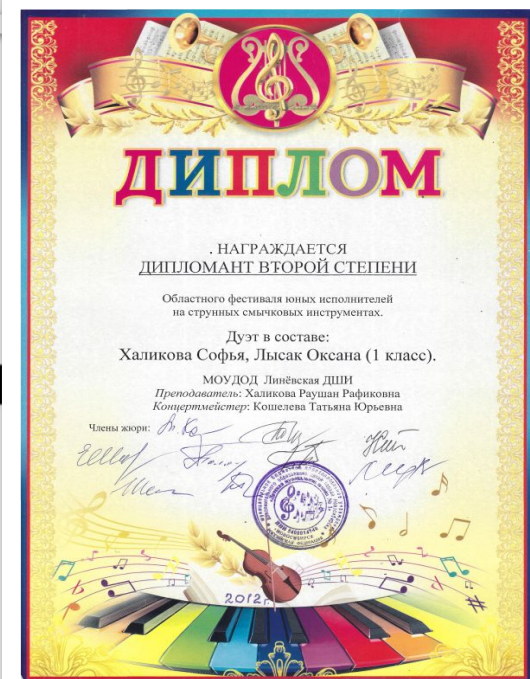 ДИПЛОМ
. НАГРАЖДАЕТСЯ
ДИПЛОМАНТ ВТОРОЙ СТЕПЕНИ
Областного фестиваля юных исполнителей
на струнных смычковых инструментах.
Дуэт в составе:
Халикова Софья, Лысак Оксана (1 класс).
МОУДОД Линёвская ДШИ
Преподаватель: Халикова Раушан Рафиковна
Концертмейстер: Кошелева Татьяна Юрьевна
Члены жюри:
2012г.